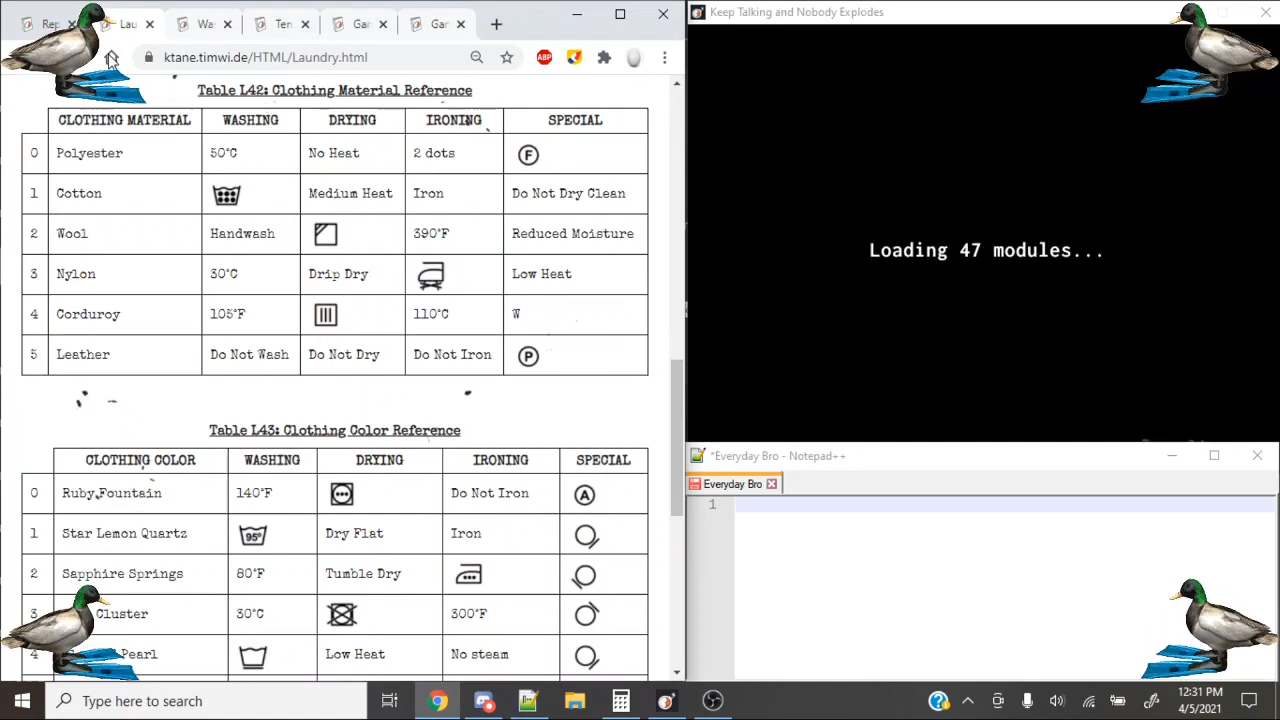 Rep
Lau
Wa:
Ten
Gar
Gar
ktane.timwi.de/HTML/Laundry.html
ABP
Table L42: Clothing Material Reference
CLOTHING MATERIAL WASHING DRYING IRONING SPECIAL
0 Polyester 50°C No Heat 2 dots F
1 Cotton Medium Heat Iron Do Not Dry Clean
2 Wool Handwash 390°F Reduced Moisture
3 Nylon 30°C Drip Dry Low Heat
4 Corduroy 105°F 110°C W
5 Leather Do Not Wash Do Not Dry Do Not Iron P
Table L43: Clothing Color Reference
CLOTHING COLOR WASHING DRYING IRONING SPECIAL
0 Ruby Fountain 140°F Do Not Iron A
1 Star Lemon Quartz 95° Dry Flat Iron
2 Sapphire Springs 80°F Tumble Dry
3 Cluster 30°C 300°F
4 Pearl Low Heat No steam
Keep Talking and Nobody Explodes
Loading 47 modules...
*Everyday Bro - Notepad++
Everyday Bro
1
Type here to search
12:31 PM
4/5/2021